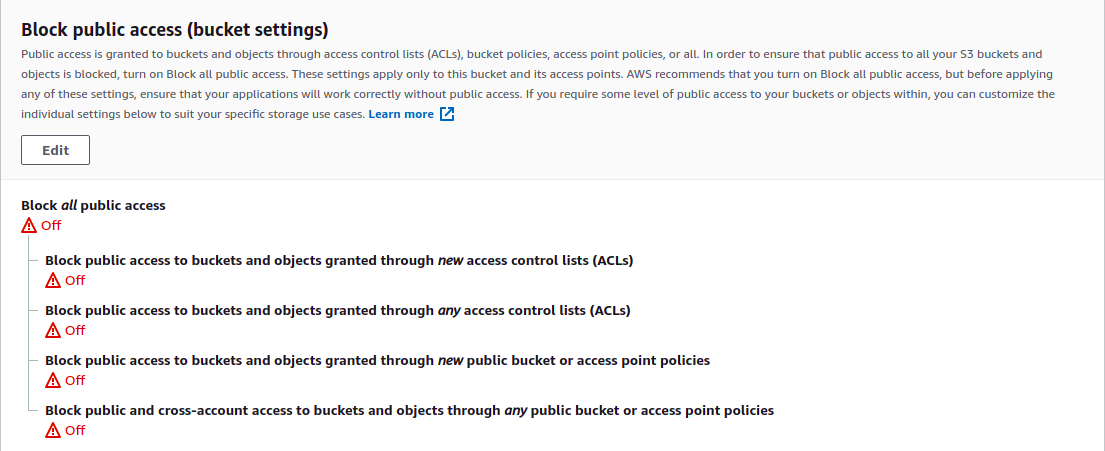 Block public access (bucket settings)
Public access is granted to buckets and objects through access control lists (ACLs), bucket policies, access point policies, or all. In order to ensure that public access to all your S3 buckets and
objects is blocked, turn on Block all public access. These settings apply only to this bucket and its access points. AWS recommends that you turn on Block all public access, but before applying
any of these settings, ensure that your applications will work correctly without public access. If you require some level of public access to your buckets or objects within, you can customize the
individual settings below to suit your specific storage use cases. Learn more
Edit
Block all public access
Off
Block public access to buckets and objects granted through new access control lists (ACLs)
Off
Block public access to buckets and objects granted through any access control lists (ACLs)
Off
Block public access to buckets and objects granted through new public bucket or access point policies
Off
Block public and cross-account access to buckets and objects through any public bucket or access point policies
Off